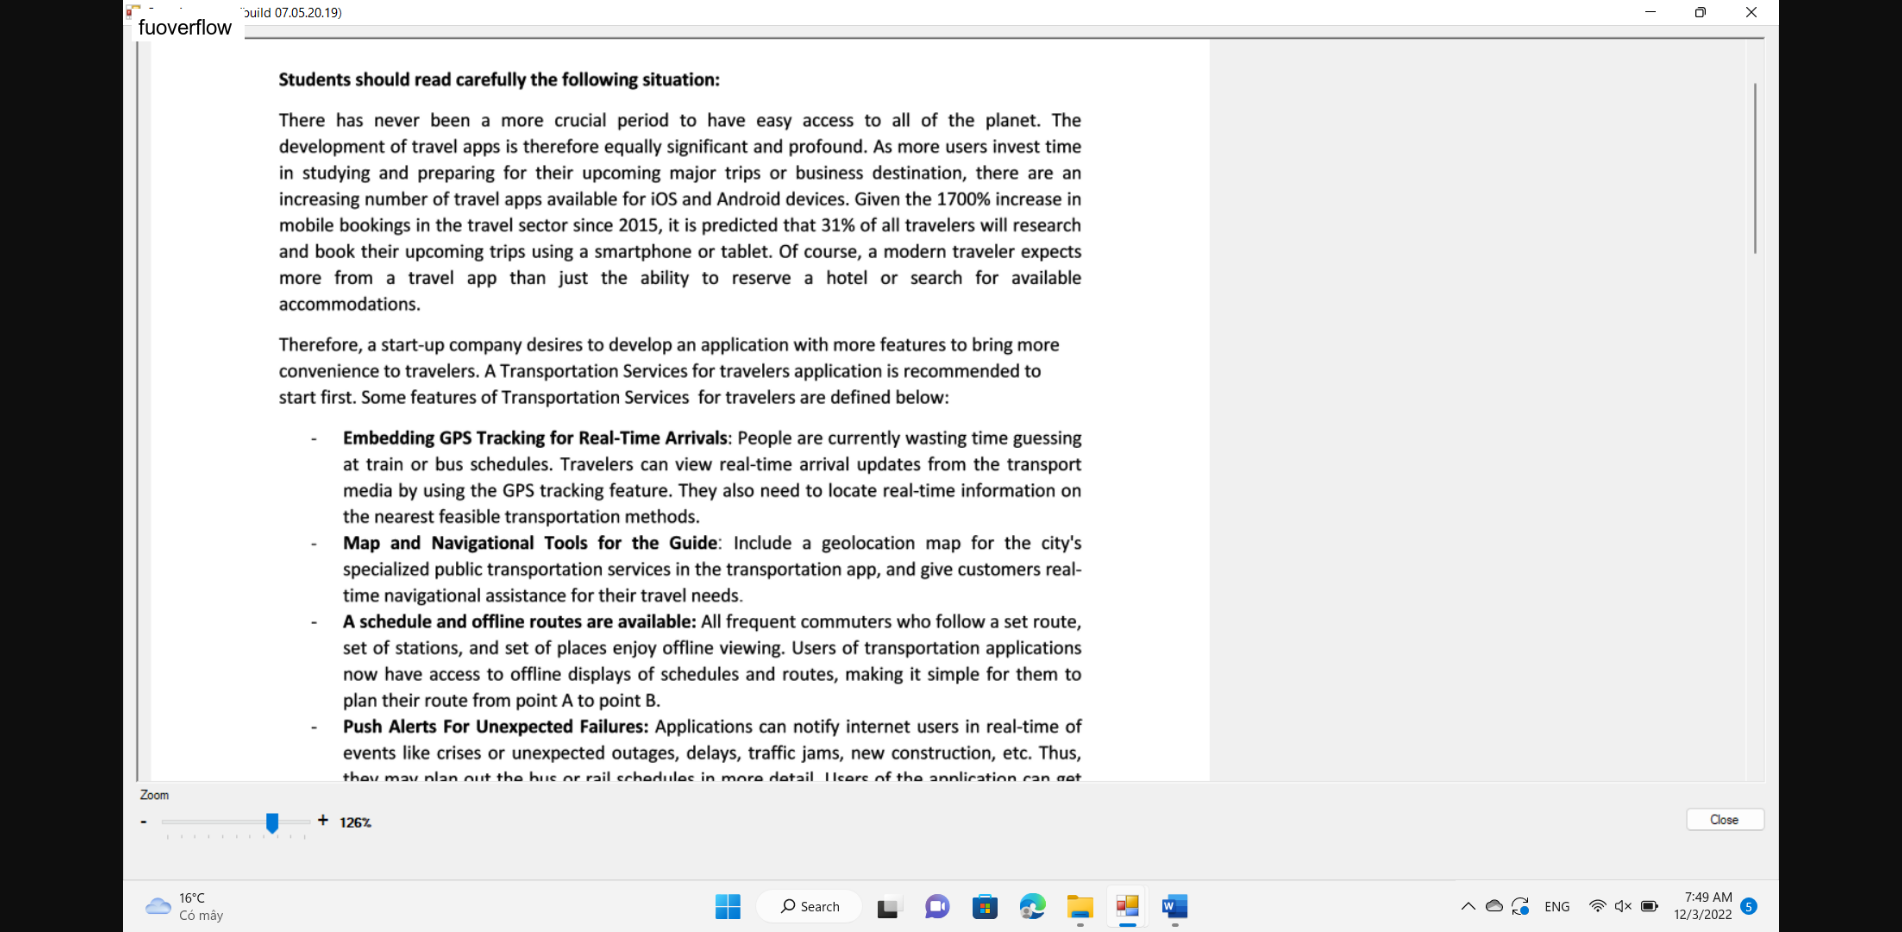 build 07.05.20.19)
fuoverflow
Students should read carefully the following situation:
There has never been a more crucial period to have easy access to all of the planet. The
development of travel apps is therefore equally significant and profound. As more users invest time
in studying and preparing for their upcoming major trips or business destination, there are an
increasing number of travel apps available for iOS and Android devices. Given the 1700% increase in
mobile bookings in the travel sector since 2015, it is predicted that 31% of all travelers will research
and book their upcoming trips using a smartphone or tablet. Of course, a modern traveler expects
more from a travel app than just the ability to reserve a hotel or search for available
accommodations.
Therefore, a start-up company desires to develop an application with more features to bring more
convenience to travelers. A Transportation Services for travelers application is recommended to
start first. Some features of Transportation Services for travelers are defined below:
- Embedding GPS Tracking for Real-Time Arrivals: People are currently wasting time guessing
at train or bus schedules. Travelers can view real-time arrival updates from the transport
media by using the GPS tracking feature. They also need to locate real-time information on
the nearest feasible transportation methods.
- Map and Navigational Tools for the Guide: Include a geolocation map for the city's
specialized public transportation services in the transportation app, and give customers real-
time navigational assistance for their travel needs.
- A schedule and offline routes are available: All frequent commuters who follow a set route,
set of stations, and set of places enjoy offline viewing. Users of transportation applications
now have access to offline displays of schedules and routes, making it simple for them to
plan their route from point A to point B.
- Push Alerts For Unexpected Failures: Applications can notify internet users in real-time of
events like crises or unexpected outages, delays, traffic jams, new construction, etc. Thus,
they may plan out the bus or rail schedules in more detail. Users of the application can get
Zoom
- + 126%
Close
16°C
Có mây
Search
ENG
7:49 AM
12/3/2022
5